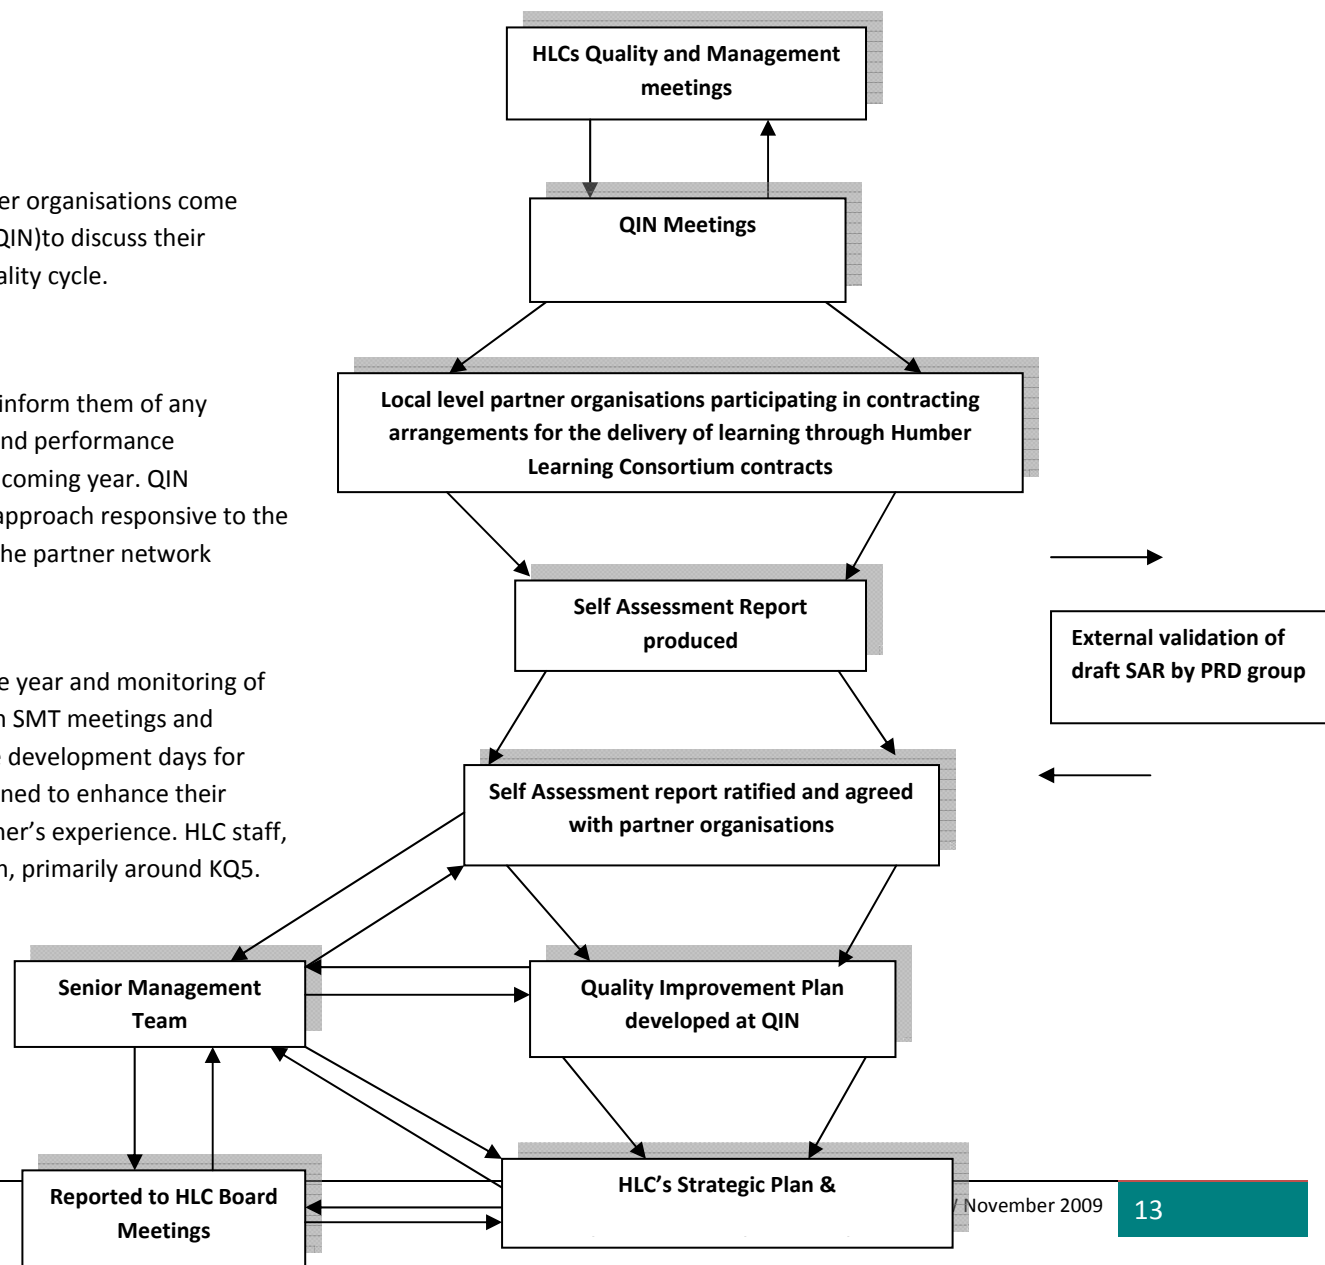 HLCs Quality and Management
meetings
er organisations come
QIN)to discuss their
ality cycle.
QIN Meetings
inform them of any
nd performance
coming year. QIN
approach responsive to the
he partner network
Local level partner organisations participating in contracting
arrangements for the delivery of learning through Humber
Learning Consortium contracts
Self Assessment Report
produced
External validation of
draft SAR by PRD group
e year and monitoring of
n SMT meetings and
e development days for
ned to enhance their
ner's experience. HLC staff,
n, primarily around KQ5.
Self Assessment report ratified and agreed
with partner organisations
Senior Management
Team
Quality Improvement Plan
developed at QIN
Reported to HLC Board
Meetings
HLC's Strategic Plan &
/ November 2009
13